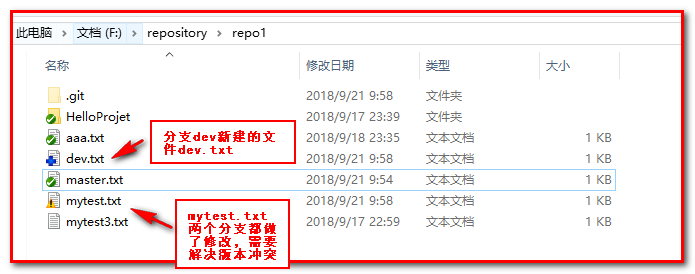 此电脑 > 文档 (F:) > repository > repo1
名称 修改日期 类型 大小
.git 2018/9/21 9:58 文件夹
HelloProjet 2018/9/17 23:39 文件夹
aaa.txt 2018/9/18 23:35 文本文档 1 KB
dev.txt 2018/9/21 9:58 文本文档 1 KB
master.txt 2018/9/21 9:54 文本文档 1 KB
mytest.txt 2018/9/21 9:58 文本文档 1 KB
mytest3.txt 2018/9/17 22:59 文本文档 1 KB
分支dev新建的文
件dev.txt
mytest.txt
两个分支都做
了修改，需要
解决版本冲突